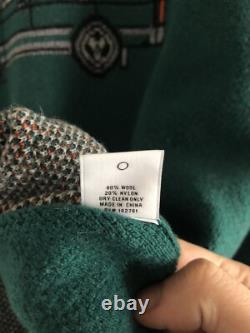 O
80% WOOL
20% NYLON
DRY CLEAN ONLY
MADE IN CHINA